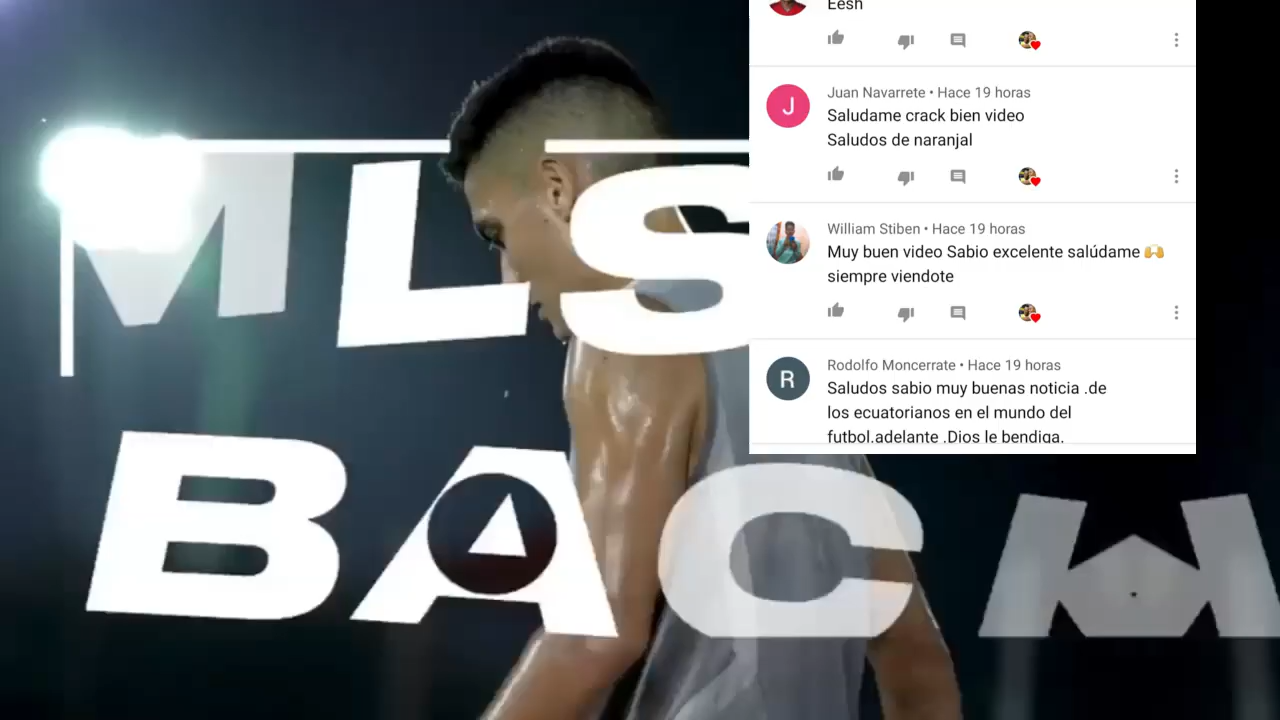 MLS
BACH
Eesh
Juan Navarrete • Hace 19 horas
Saludame crack bien video
Saludos de naranjal
J
William Stiben • Hace 19 horas
Muy buen video Sabio excelente salúdame 🙌
siempre viendote
R
Rodolfo Moncerrate • Hace 19 horas
Saludos sabio muy buenas noticia .de
los ecuatorianos en el mundo del
futbol.adelante .Dios le bendiga.